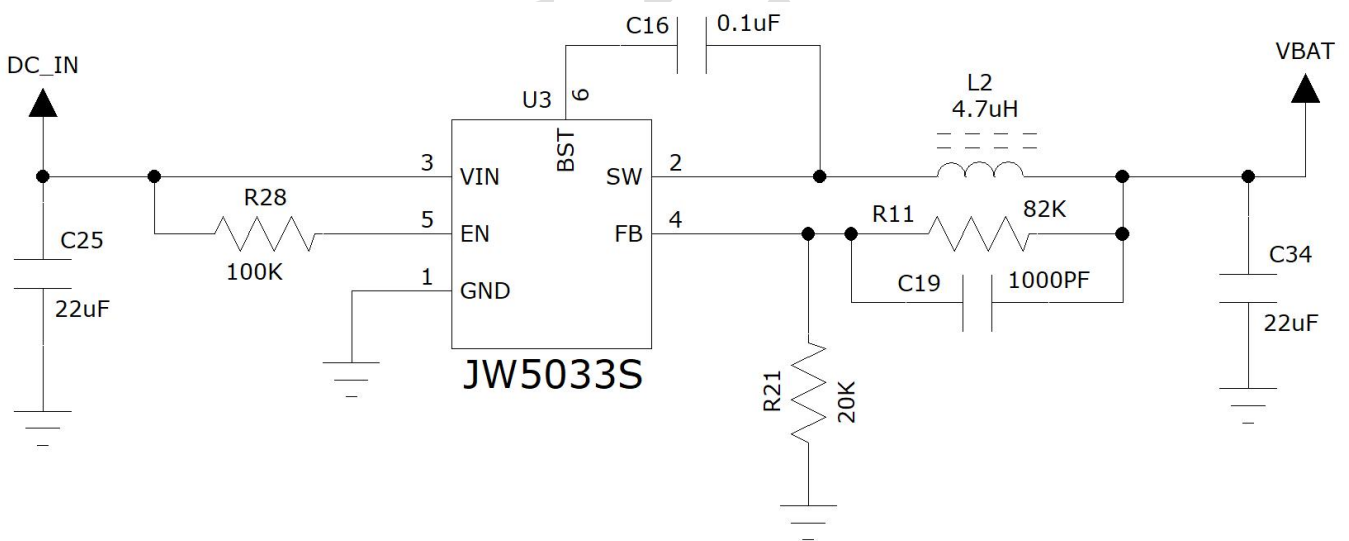 C16 0.1uF
DC_IN
VBAT
L2
4.7uH
U3
6
BST
3
VIN
SW
2
R28
100K
5
EN
FB
4
R11
82K
C25
22uF
1
GND
C19
1000PF
C34
22uF
JW5033S
R21
20K